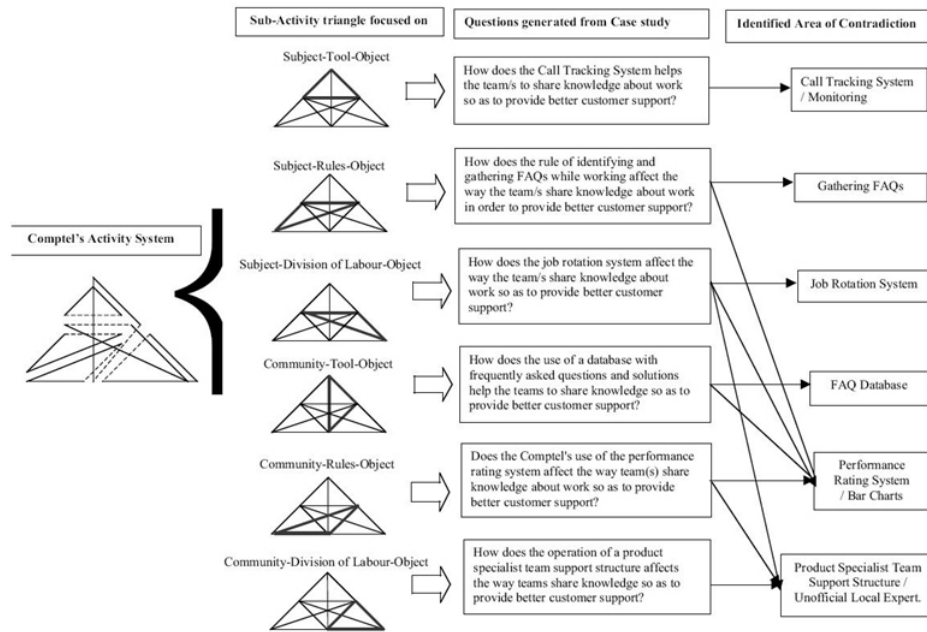 Sub-Activity triangle focused on
Questions generated from Case study
Identified Area of Contradiction
Comptel's Activity System
Subject-Tool-Object
How does the Call Tracking System helps
the team/s to share knowledge about work
so as to provide better customer support?
Call Tracking System
/ Monitoring
Subject-Rules-Object
How does the rule of identifying and
gathering FAQs while working affect the
way the team/s share knowledge about work
in order to provide better customer support?
Gathering FAQs
Subject-Division of Labour-Object
How does the job rotation system affect the
way the team/s share knowledge about
work so as to provide better customer
support?
Job Rotation System
Community-Tool-Object
How does the use of a database with
frequently asked questions and solutions
help the teams to share knowledge so as to
provide better customer support?
FAQ Database
Community-Rules-Object
Does the Comptel's use of the performance
rating system affect the way team(s) share
knowledge about work so as to provide
better customer support?
Performance
Rating System
/ Bar Charts
Community-Division of Labour-Object
How does the operation of a product
specialist team support structure affects
the way teams share knowledge so as to
provide better customer support?
Product Specialist Team
Support Structure /
Unofficial Local Expert.